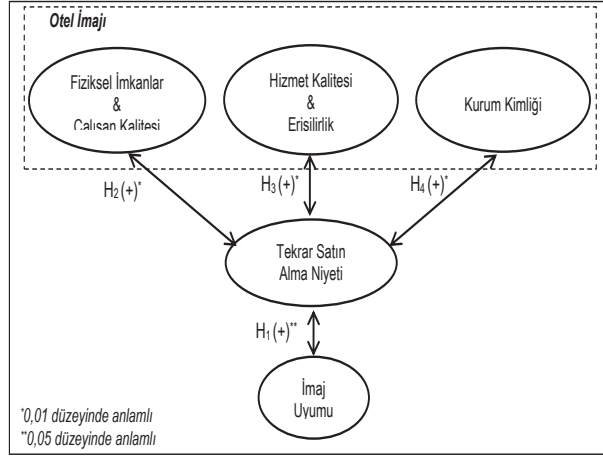 Otel İmajı
Fiziksel İmkanlar
&
Çalışan Kalitesi
Hizmet Kalitesi
&
Erişilirlik
Kurum Kimliği
H2 (+)*
H3 (+)*
H4 (+)*
Tekrar Satın
Alma Niyeti
H1 (+)**
İmaj
Uyumu
*0,01 düzeyinde anlamlı
**0,05 düzeyinde anlamlı